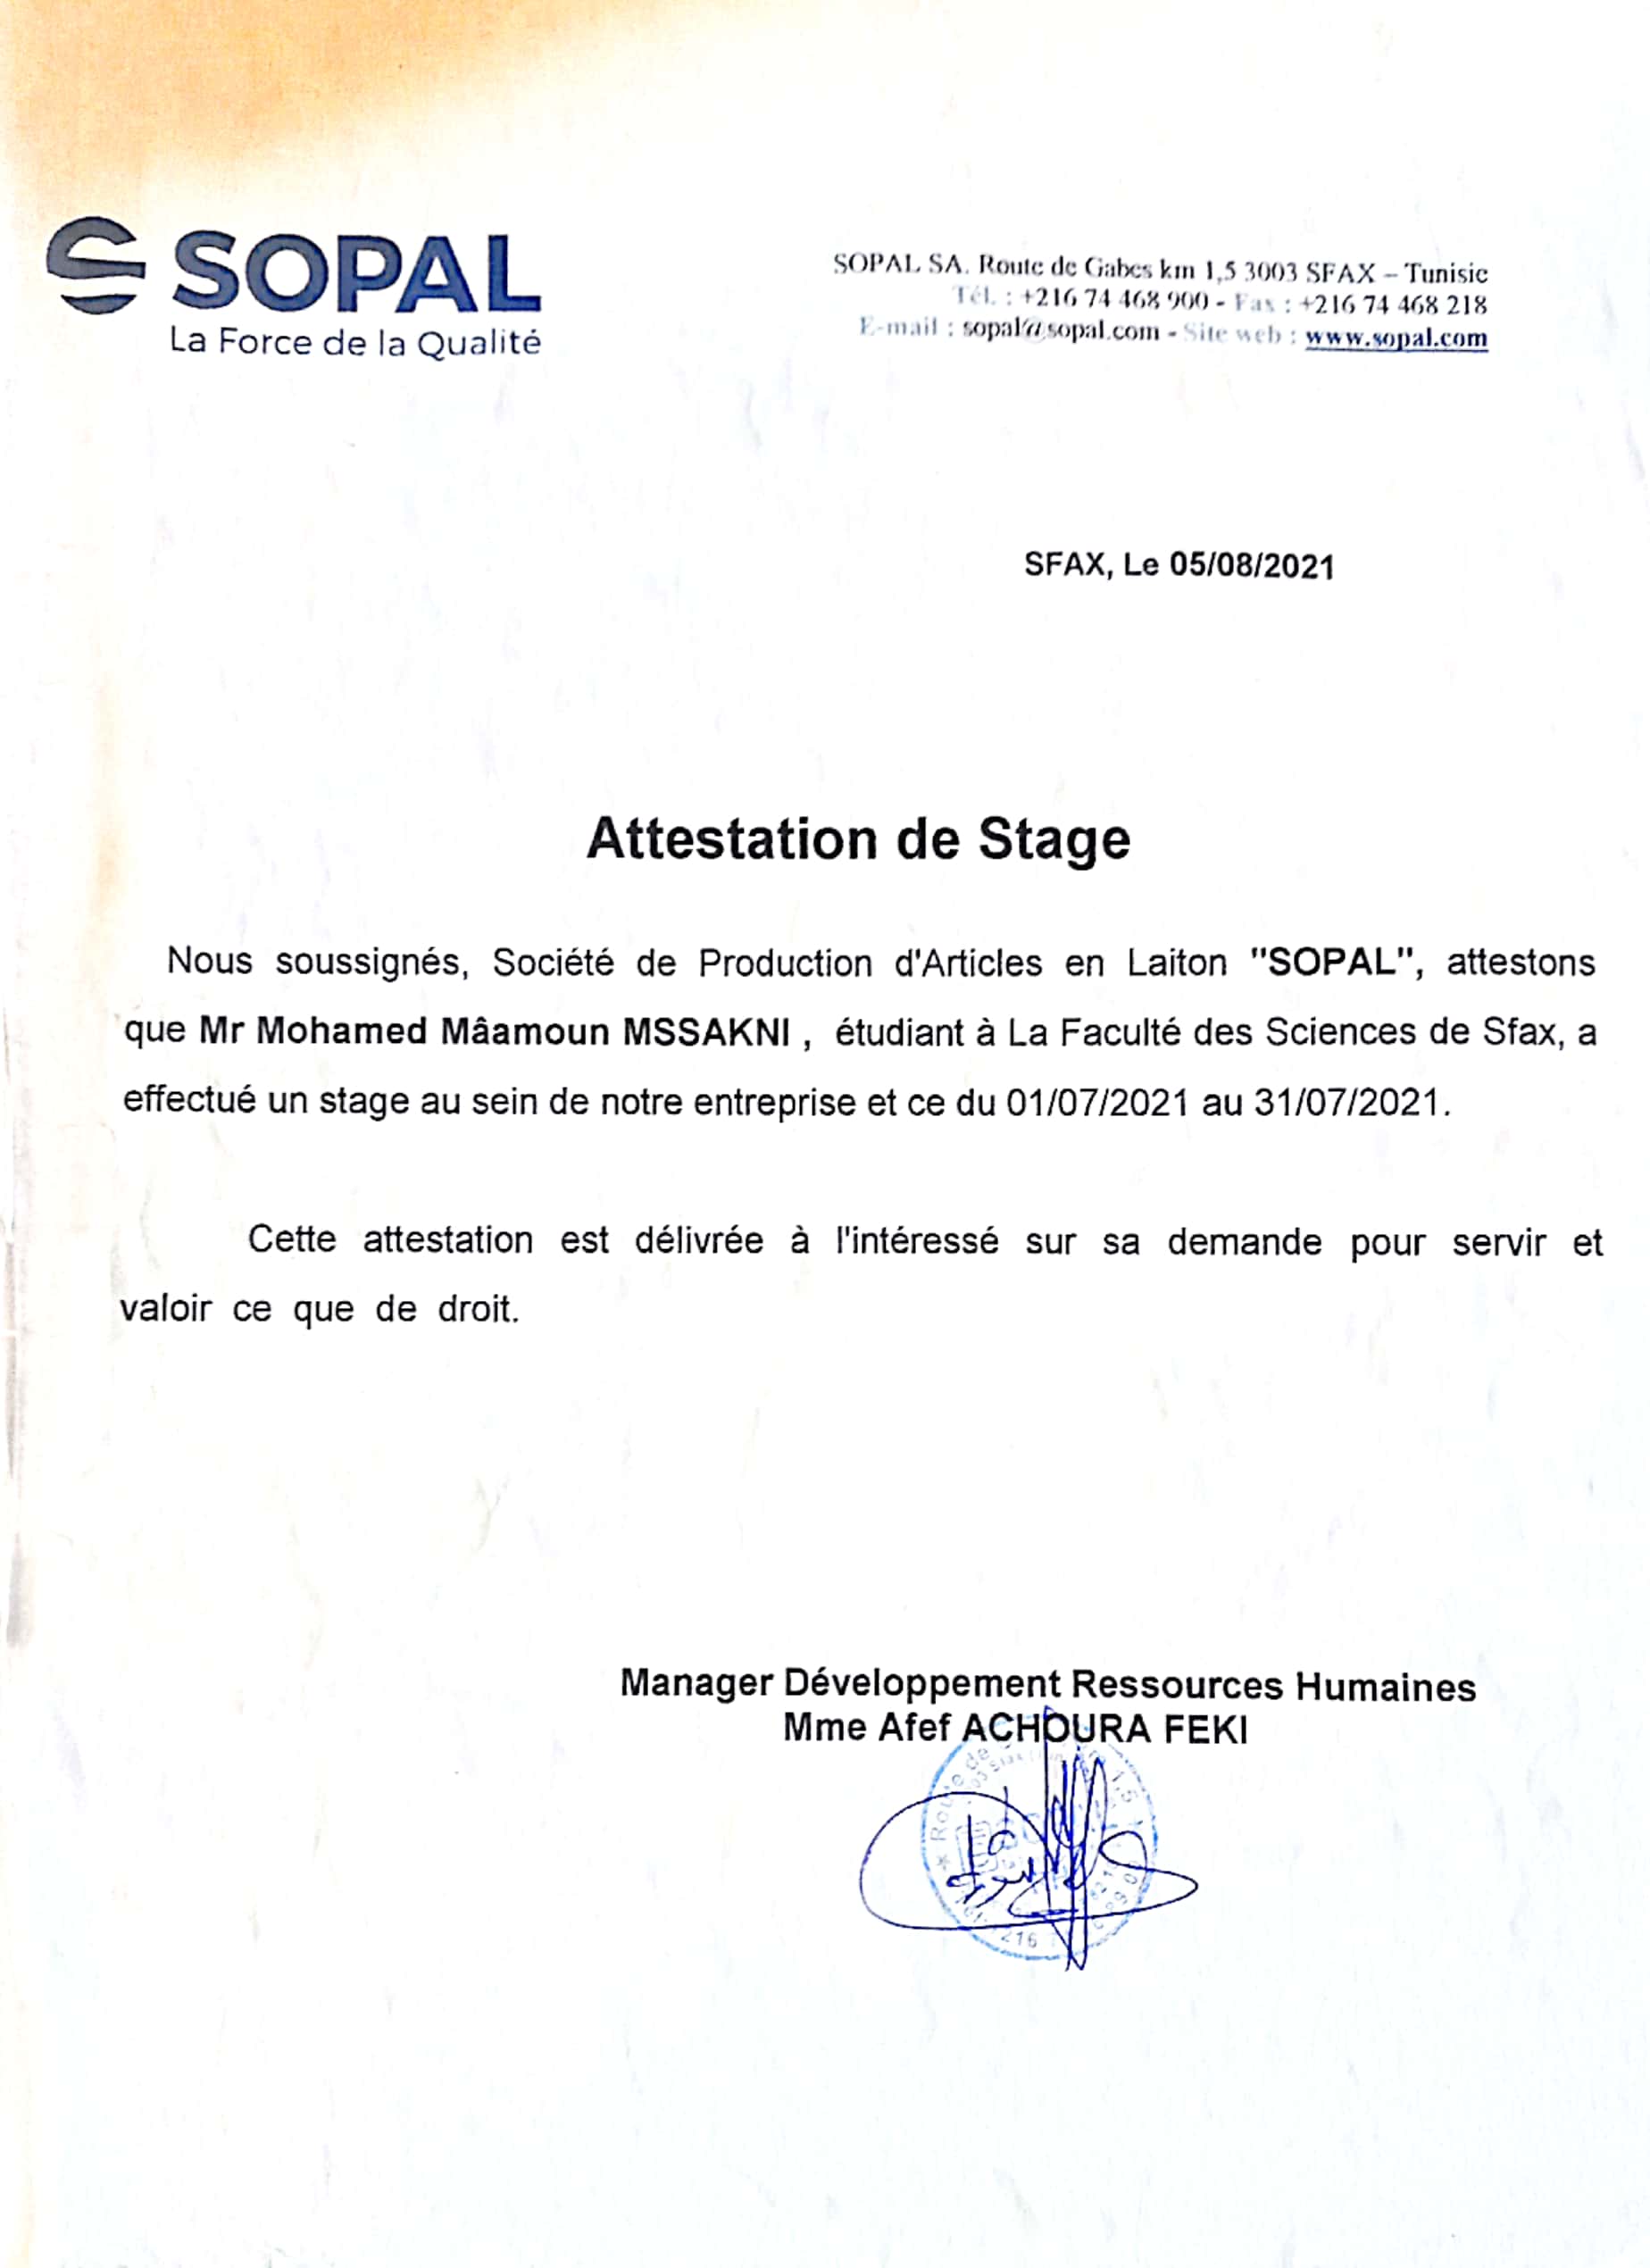 SOPAL
La Force de la Qualité
SOPAL SA. Route de Gabes km 1,5 3003 SFAX – Tunisie
Tél. : +216 74 468 900 - Fax : +216 74 468 218
E-mail : sopal@sopal.com - Site web : www.sopal.com
SFAX, Le 05/08/2021
Attestation de Stage
Nous soussignés, Société de Production d'Articles en Laiton "SOPAL", attestons
que Mr Mohamed Mâamoun MSSAKNI , étudiant à La Faculté des Sciences de Sfax, a
effectué un stage au sein de notre entreprise et ce du 01/07/2021 au 31/07/2021.
Cette attestation est délivrée à l'intéressé sur sa demande pour servir et
valoir ce que de droit.
Manager Développement Ressources Humaines
Mme Afef ACHOURA FEKI